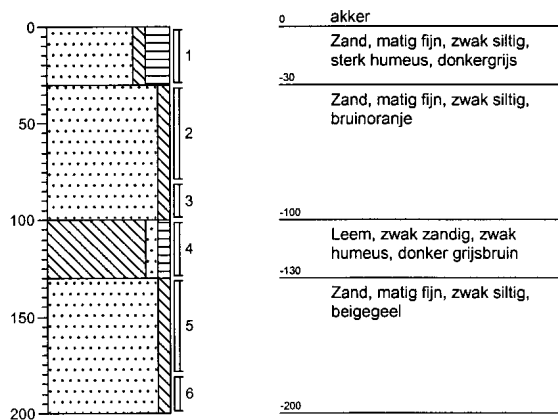 0
50
100
150
200
1
2
3
4
5
6
0 akker
Zand, matig fijn, zwak siltig,
sterk humeus, donkergrijs
-30
Zand, matig fijn, zwak siltig,
bruinoranje
-100
Leem, zwak zandig, zwak
humeus, donker grijsbruin
-130
Zand, matig fijn, zwak siltig,
beigegeel
-200